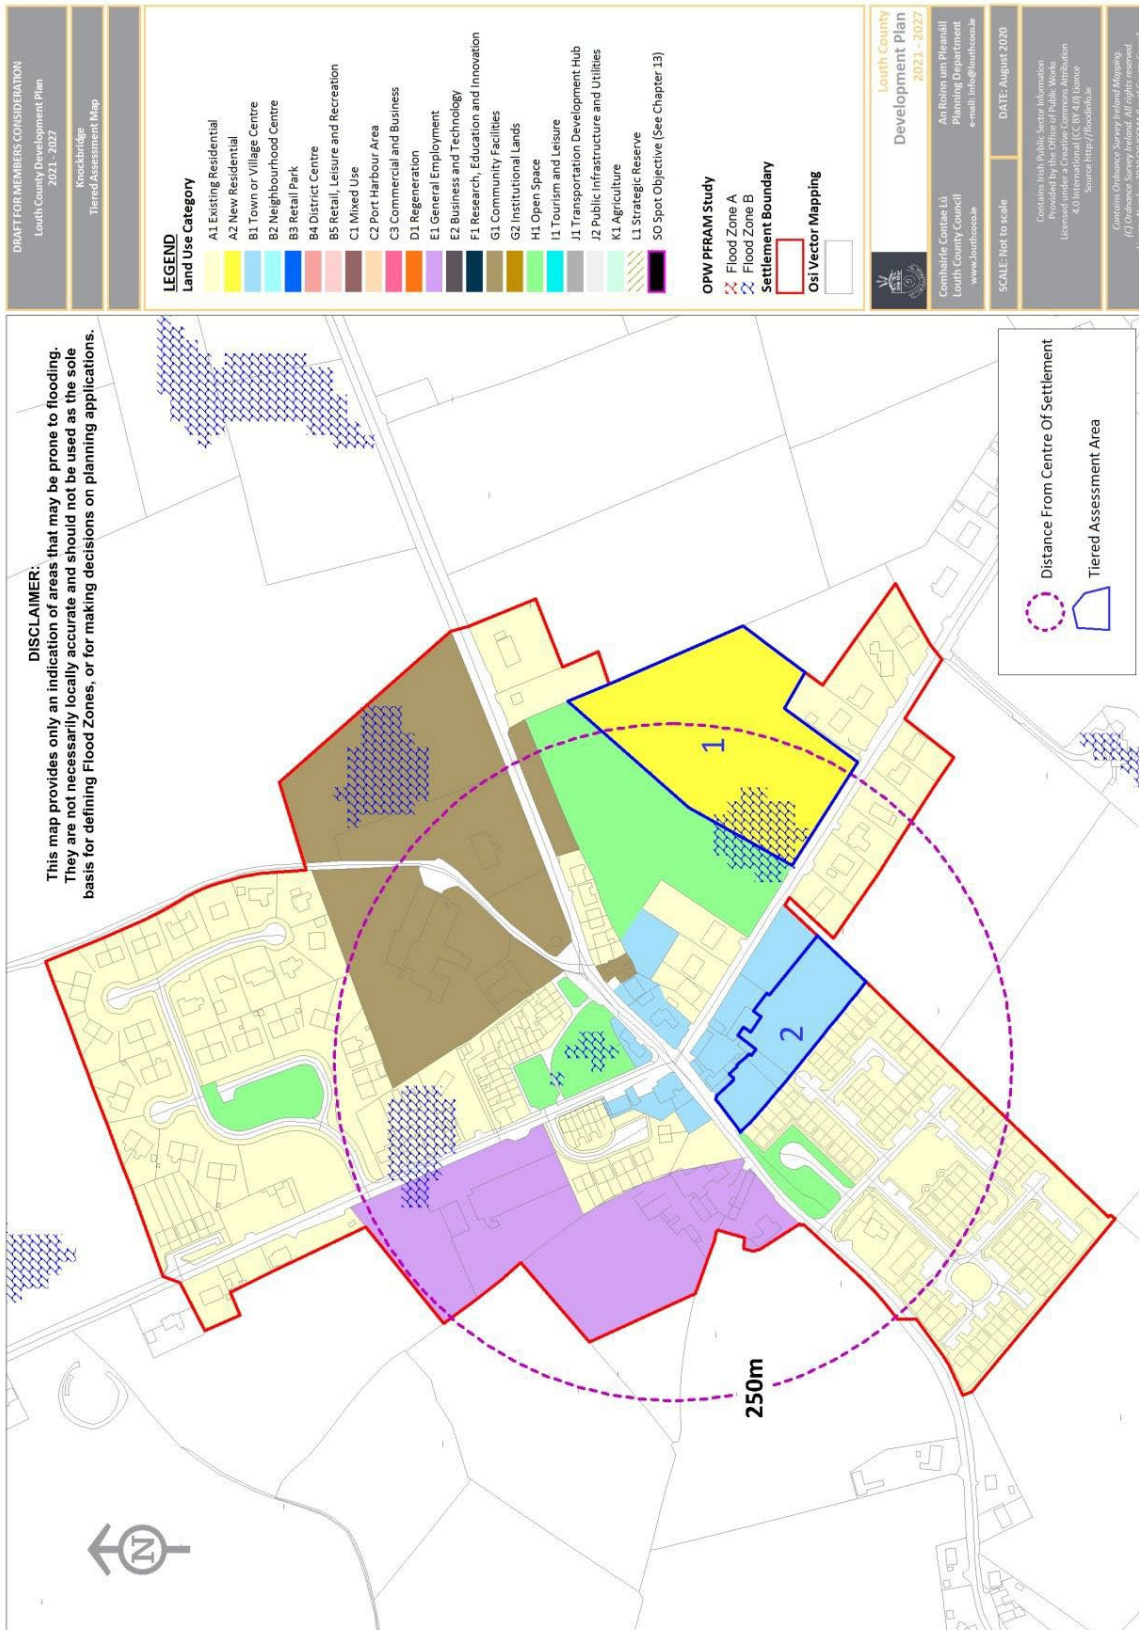 DRAFT FOR MEMBERS CONSIDERATION
Louth County Development Plan
2021 - 2027
Knockbridge
Tiered Assessment Map
LEGEND
Land Use Category
A1 Existing Residential
A2 New Residential
B1 Town or Village Centre
B2 Neighbourhood Centre
B3 Retail Park
B4 District Centre
B5 Retail, Leisure and Recreation
C1 Mixed Use
C2 Port Harbour Area
C3 Commercial and Business
D1 Regeneration
E1 General Employment
E2 Business and Technology
F1 Research, Education and Innovation
G1 Community Facilities
G2 Institutional Lands
H1 Open Space
I1 Tourism and Leisure
J1 Transportation Development Hub
J2 Public Infrastructure and Utilities
K1 Agriculture
L1 Strategic Reserve
SO Spot Objective (See Chapter 13)
OPW PFRAM Study
Flood Zone A
Flood Zone B
Settlement Boundary
Osi Vector Mapping
Louth County
Development Plan
2021 - 2027
Comhairle Contae Lú
Louth County Council
www.louthcoco.ie
An Roinn um Pleanáil
Planning Department
e-mail: info@louthcoco.ie
SCALE: Not to scale
DATE: August 2020
Contains Irish Public Sector Information
Provided by the Office of Public Works
Licensed under a Creative Commons Attribution
4.0 International (CC BY 4.0) Licence
Source http://floodinfo.ie
Contains Ordnance Survey Ireland Mapping.
(C) Ordnance Survey Ireland. All rights reserved.
DISCLAIMER:
This map provides only an indication of areas that may be prone to flooding.
They are not necessarily locally accurate and should not be used as the sole
basis for defining Flood Zones, or for making decisions on planning applications.
1
2
250m
N
Distance From Centre Of Settlement
Tiered Assessment Area